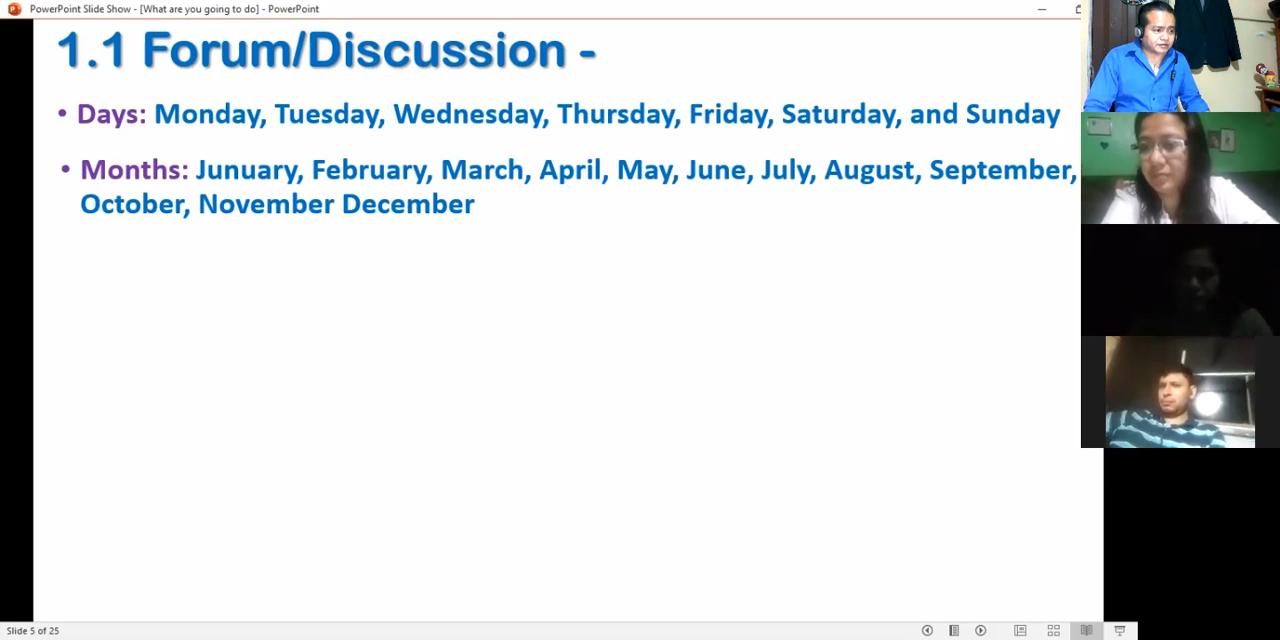 PowerPoint Slide Show - [What are you going to do] - PowerPoint
1.1 Forum/Discussion -
• Days: Monday, Tuesday, Wednesday, Thursday, Friday, Saturday, and Sunday
• Months: Junuary, February, March, April, May, June, July, August, September,
October, November December
Slide 5 of 25